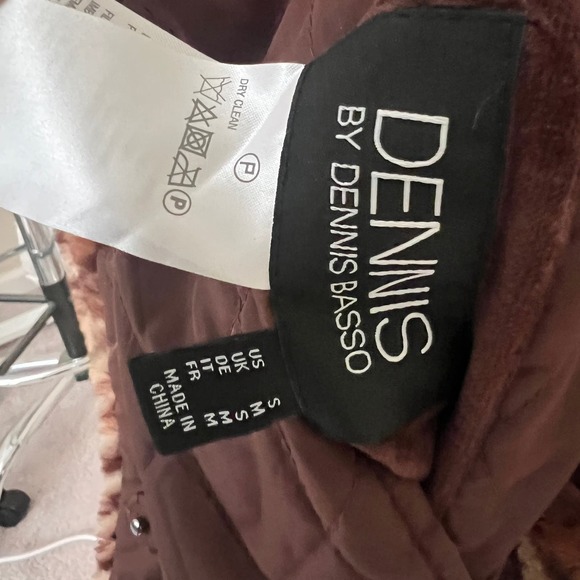 DENNIS
BY DENNIS BASSO
US S
UK M
DE S
IT M
FR M
MADE IN
CHINA
P
DRY CLEAN
P